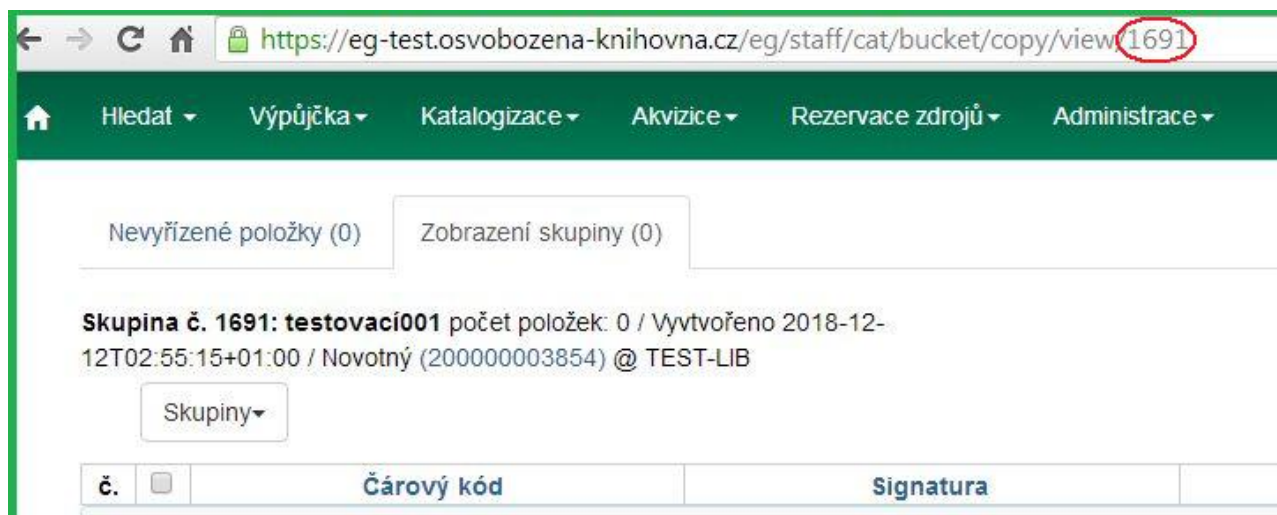 https://eg-test.osvobozena-knihovna.cz/eg/staff/cat/bucket/copy/view/1691
Hledat Výpůjčka Katalogizace Akvizice Rezervace zdrojů Administrace
Nevyřízené položky (0) Zobrazení skupiny (0)
Skupina č. 1691: testovací001 počet položek: 0 / Vyvtvořeno 2018-12-
12T02:55:15+01:00 / Novotný (200000003854) @ TEST-LIB
Skupiny
č. Čárový kód Signatura